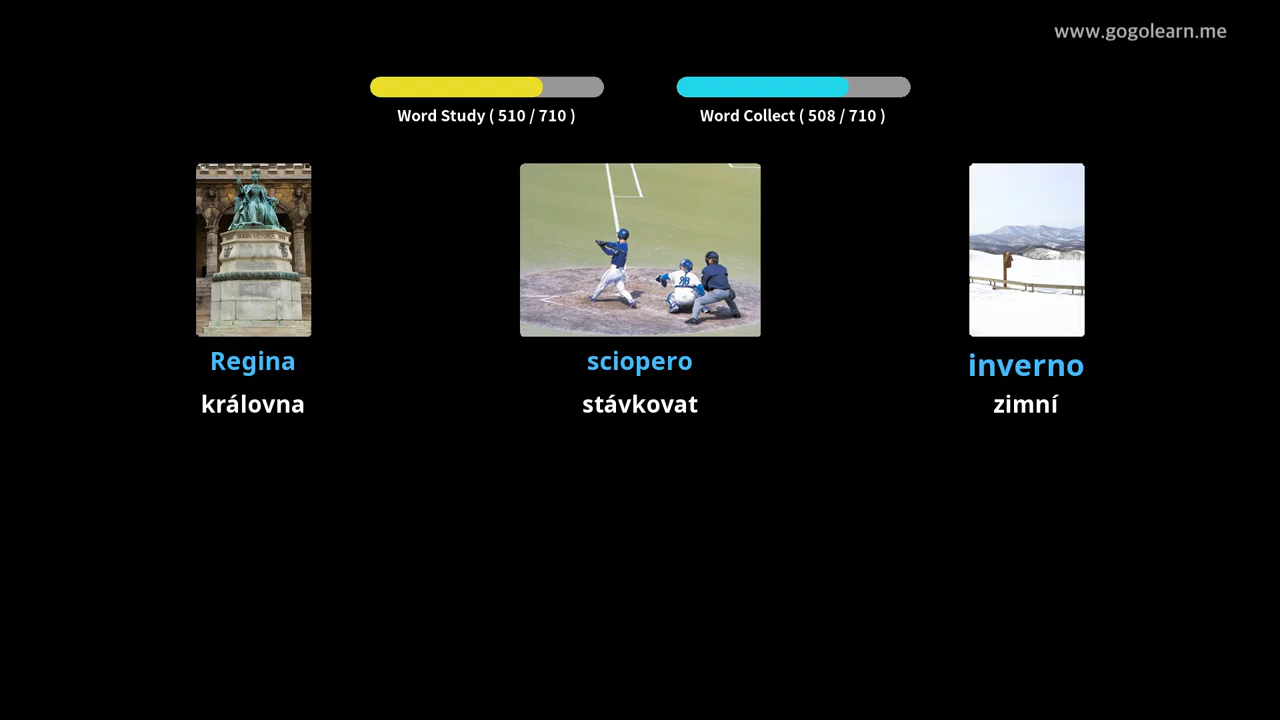 www.gogolearn.me
Word Study ( 510 / 710 )
Word Collect ( 508 / 710 )
Regina
sciopero
inverno
královna
stávkovat
zimní